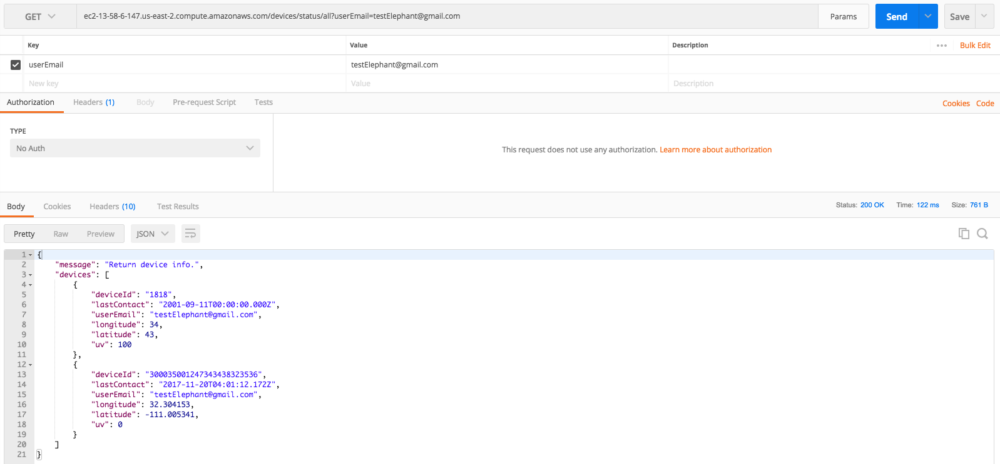 GET ec2-13-58-6-147.us-east-2.compute.amazonaws.com/devices/status/all?userEmail=testElephant@gmail.com Params Send Save
Key Value Description ••• Bulk Edit
userEmail testElephant@gmail.com
New key Value Description
Authorization Headers (1) Body Pre-request Script Tests Cookies Code
TYPE
No Auth
This request does not use any authorization. Learn more about authorization
Body Cookies Headers (10) Test Results Status: 200 OK Time: 122 ms Size: 761 B
Pretty Raw Preview JSON
1 {
2 "message": "Return device info.",
3 "devices": [
4 {
5 "deviceId": "1818",
6 "lastContact": "2001-09-11T00:00:00.000Z",
7 "userEmail": "testElephant@gmail.com",
8 "longitude": 34,
9 "latitude": 43,
10 "uv": 100
11 },
12 {
13 "deviceId": "300035001247343438323536",
14 "lastContact": "2017-11-20T04:01:12.172Z",
15 "userEmail": "testElephant@gmail.com",
16 "longitude": 32.304153,
17 "latitude": -111.005341,
18 "uv": 0
19 }
20 ]
21 }